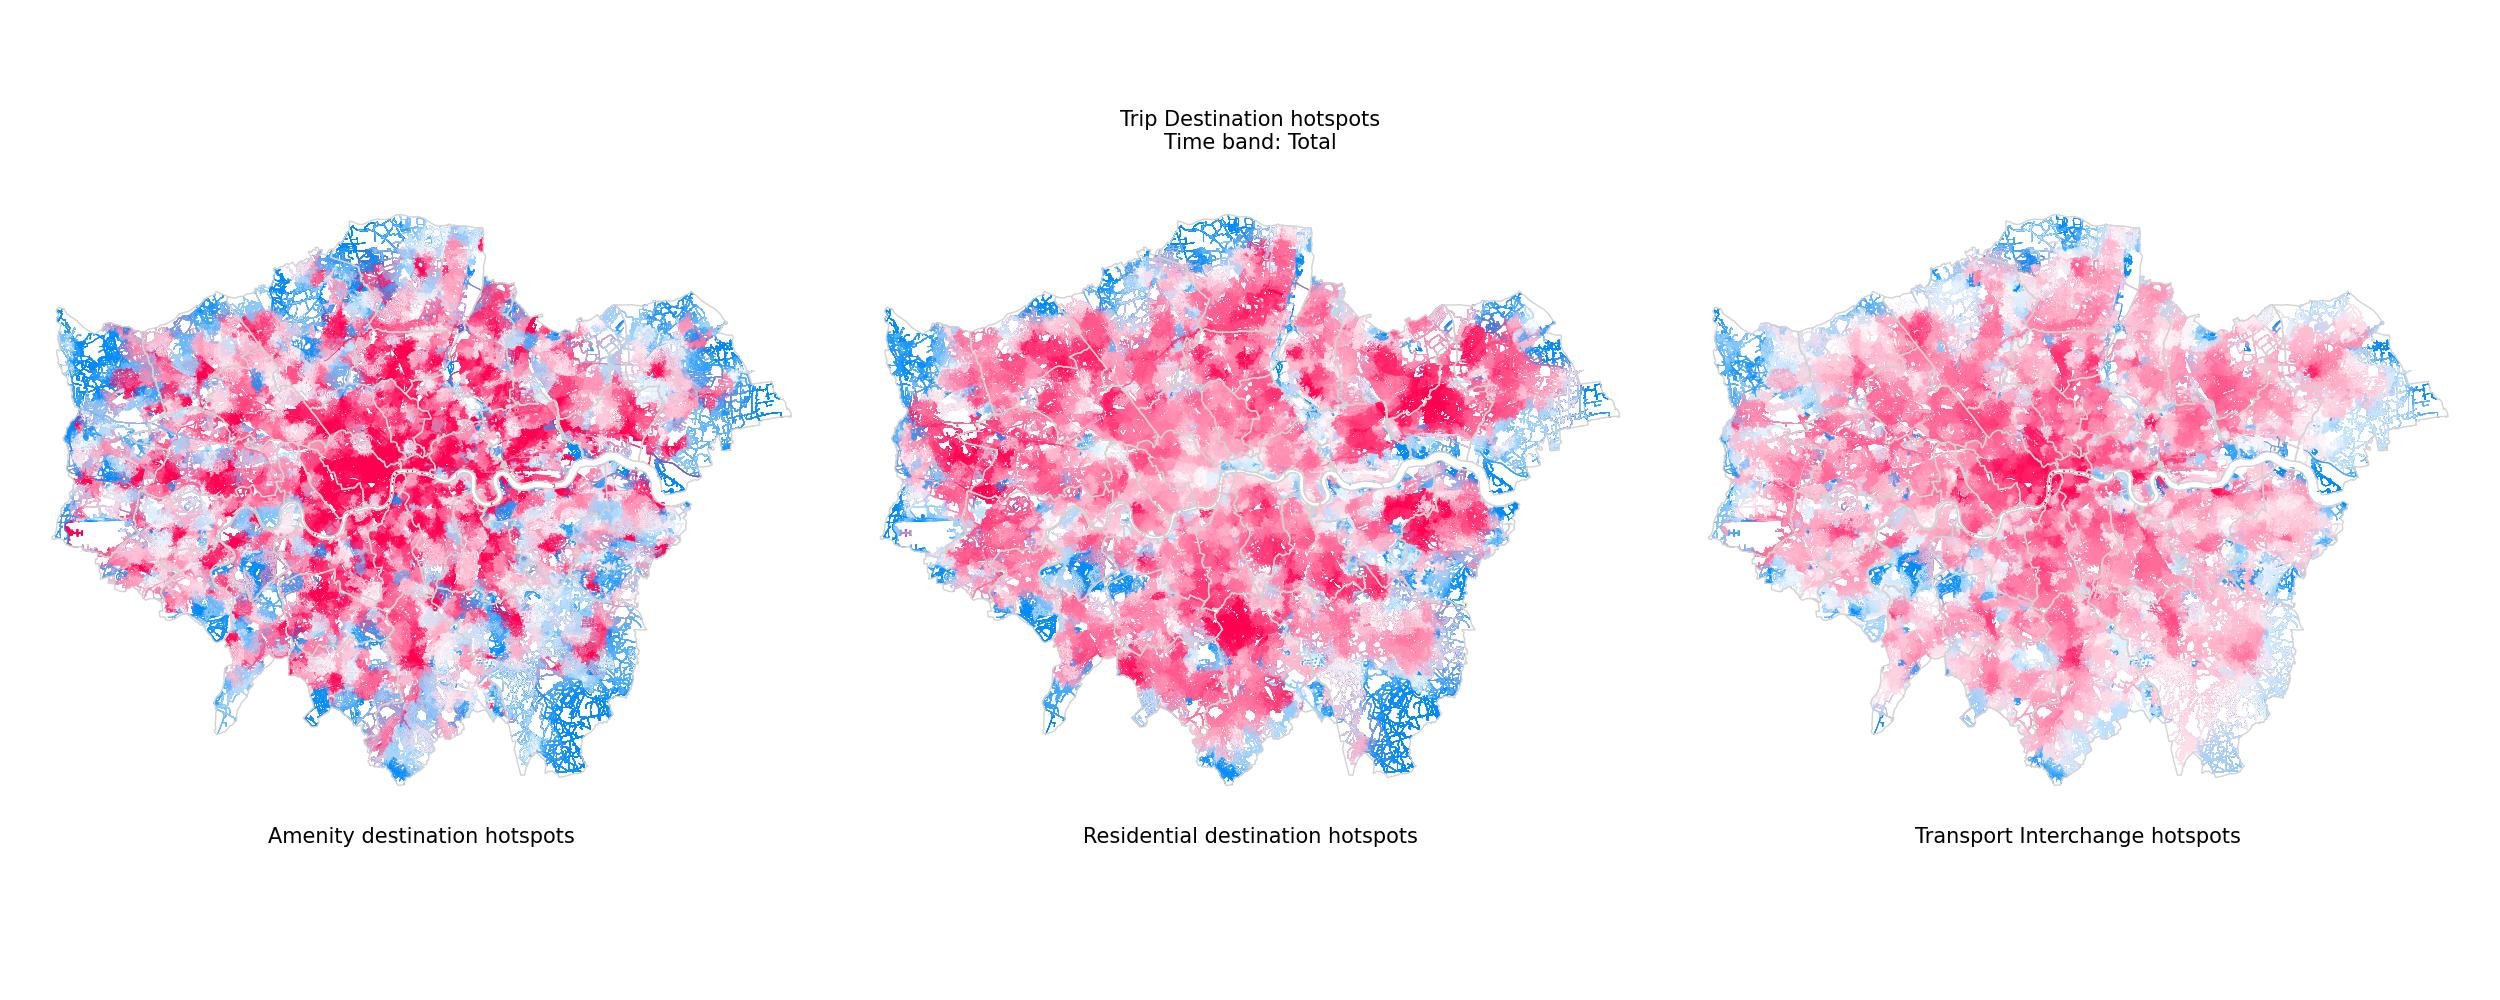 Trip Destination hotspots
Time band: Total
Amenity destination hotspots
Residential destination hotspots
Transport Interchange hotspots